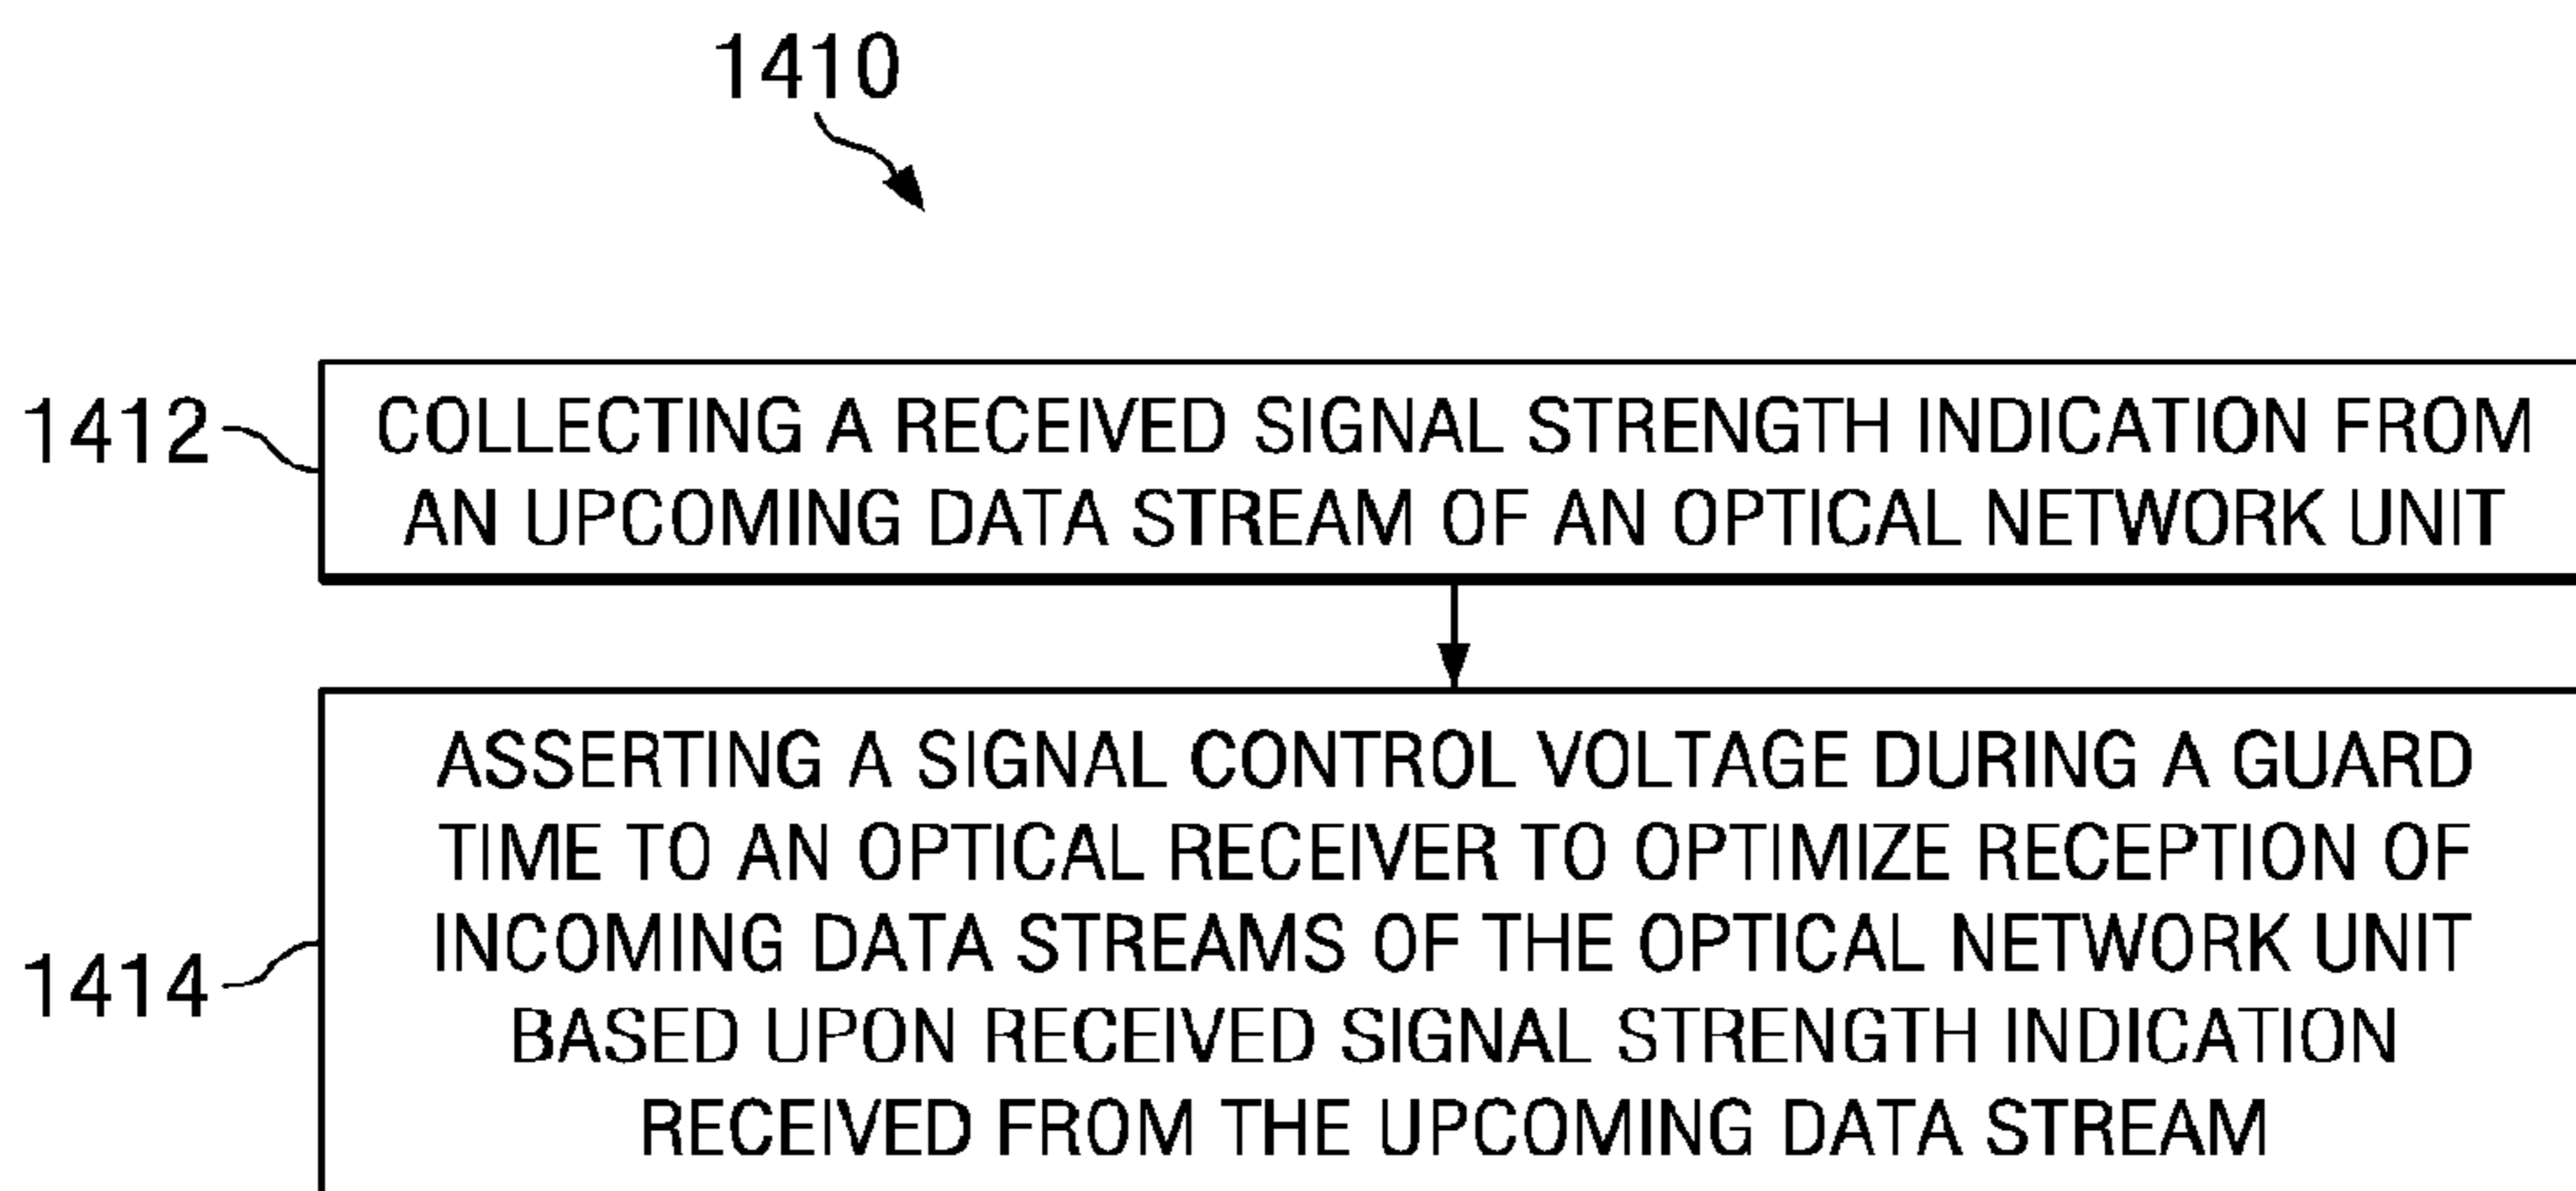 1410
1412
COLLECTING A RECEIVED SIGNAL STRENGTH INDICATION FROM
AN UPCOMING DATA STREAM OF AN OPTICAL NETWORK UNIT
1414
ASSERTING A SIGNAL CONTROL VOLTAGE DURING A GUARD
TIME TO AN OPTICAL RECEIVER TO OPTIMIZE RECEPTION OF
INCOMING DATA STREAMS OF THE OPTICAL NETWORK UNIT
BASED UPON RECEIVED SIGNAL STRENGTH INDICATION
RECEIVED FROM THE UPCOMING DATA STREAM